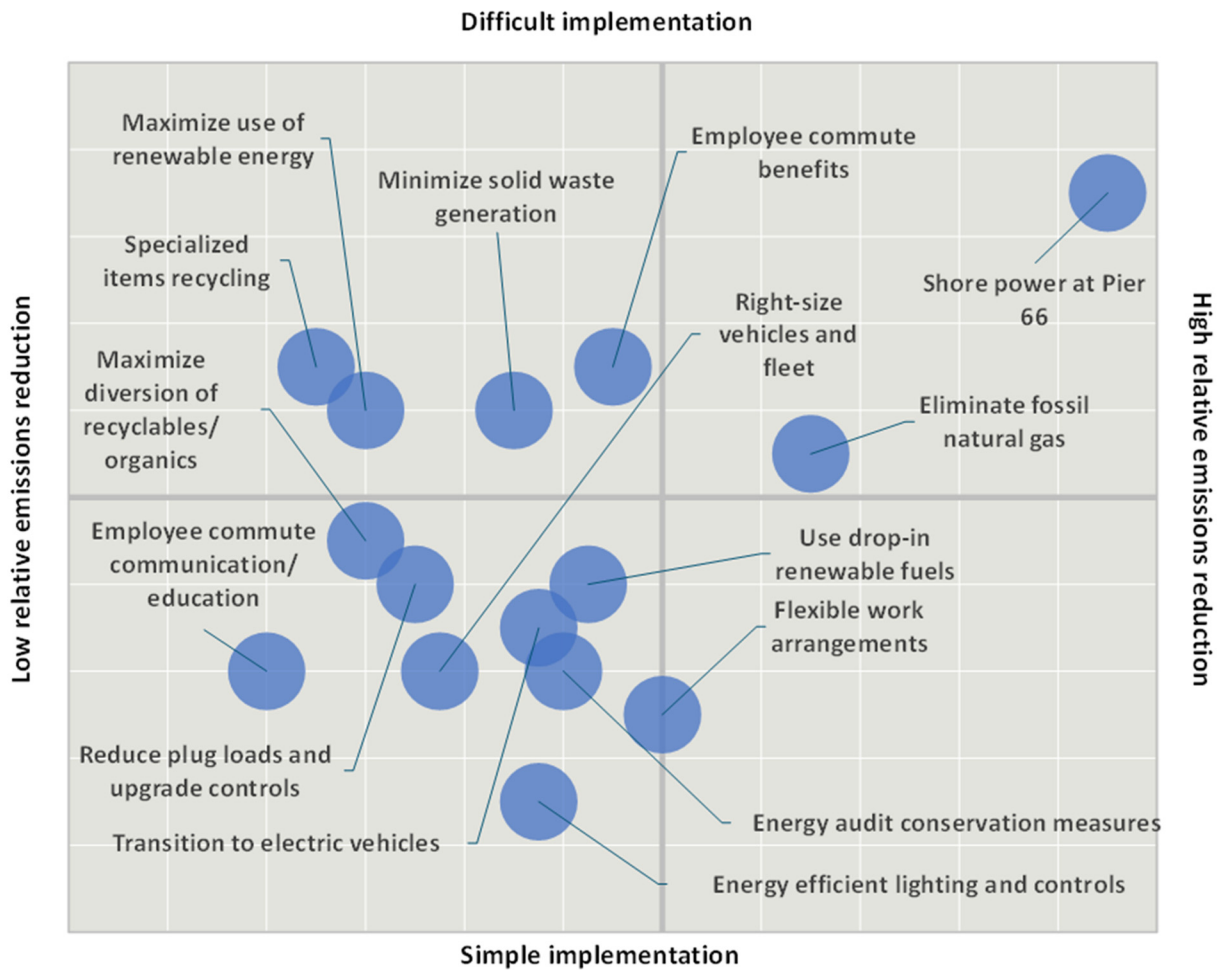 Difficult implementation
Maximize use of
renewable energy
Employee commute
benefits
Minimize solid waste
generation
Specialized
items recycling
Shore power at Pier
66
Right-size
vehicles and
fleet
Low relative emissions reduction
High relative emissions reduction
Maximize
diversion of
recyclables/
organics
Eliminate fossil
natural gas
Employee commute
communication/
education
Use drop-in
renewable fuels
Flexible work
arrangements
Reduce plug loads and
upgrade controls
Energy audit conservation measures
Transition to electric vehicles
Energy efficient lighting and controls
Simple implementation